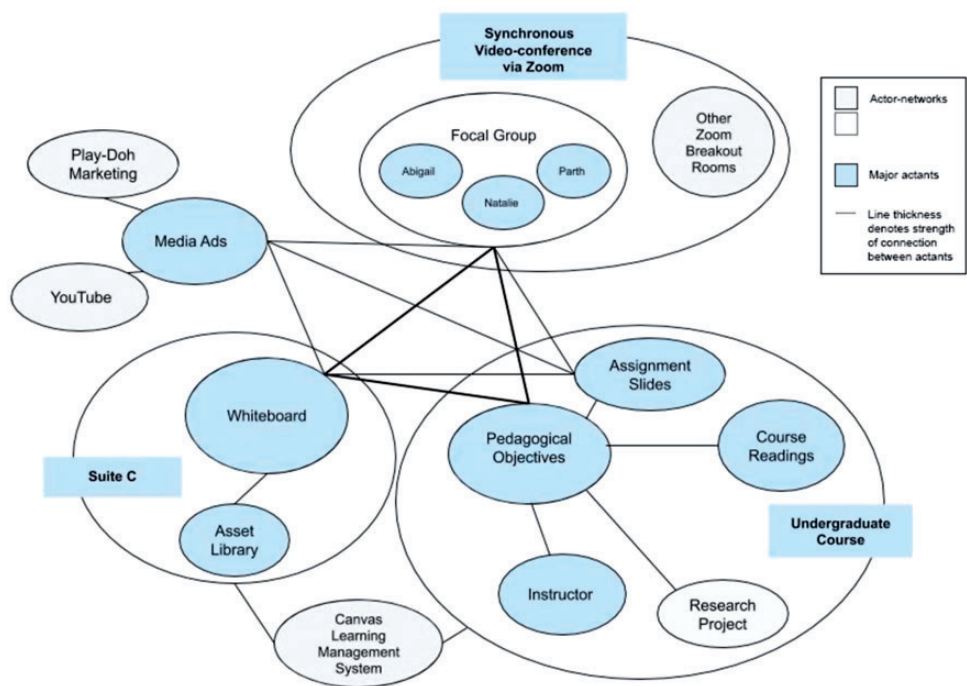 Synchronous
Video-conference
via Zoom
Focal Group
Abigail
Natalie
Parth
Other
Zoom
Breakout
Rooms
Actor-networks
Major actants
Line thickness
denotes strength
of connection
between actants
Play-Doh
Marketing
Media Ads
YouTube
Whiteboard
Suite C
Asset
Library
Canvas
Learning
Management
System
Assignment
Slides
Pedagogical
Objectives
Course
Readings
Undergraduate
Course
Instructor
Research
Project